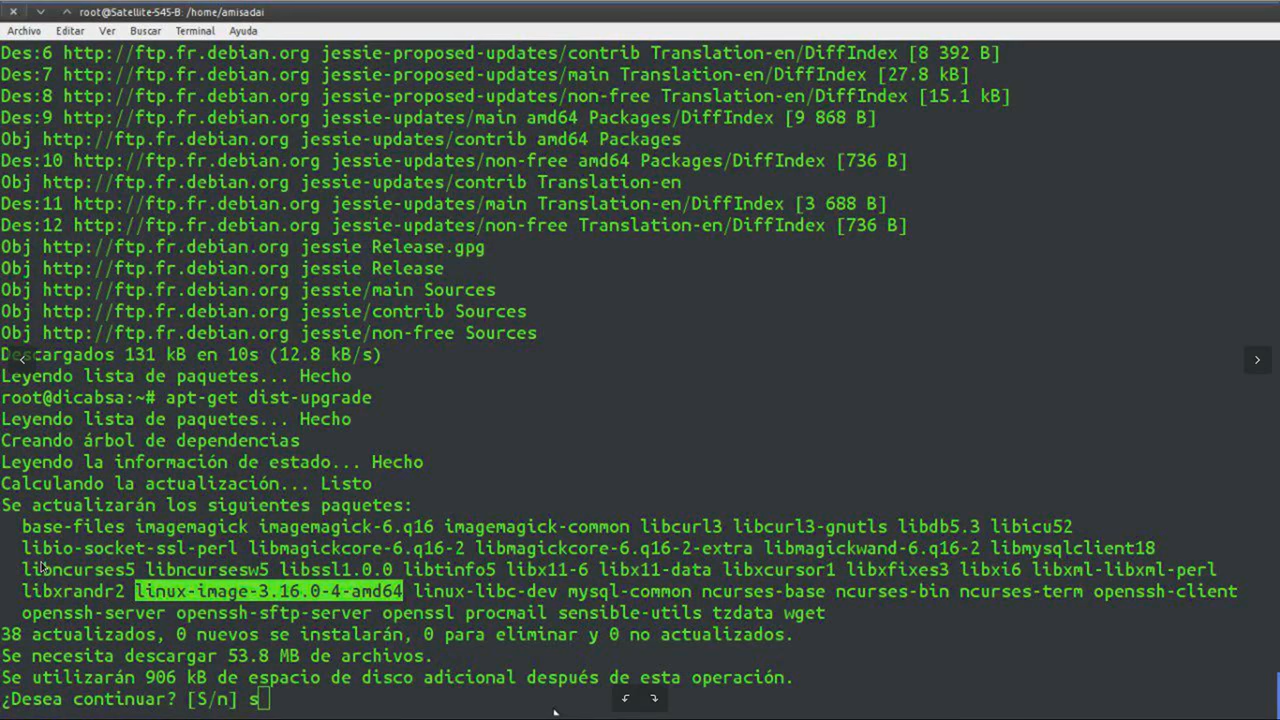 root@Satellite-S45-B: /home/amisadai
Archivo Editar Ver Buscar Terminal Ayuda
Des:6 http://ftp.fr.debian.org jessie-proposed-updates/contrib Translation-en/DiffIndex [8 392 B]
Des:7 http://ftp.fr.debian.org jessie-proposed-updates/main Translation-en/DiffIndex [27.8 kB]
Des:8 http://ftp.fr.debian.org jessie-proposed-updates/non-free Translation-en/DiffIndex [15.1 kB]
Des:9 http://ftp.fr.debian.org jessie-updates/main amd64 Packages/DiffIndex [9 868 B]
Obj http://ftp.fr.debian.org jessie-updates/contrib amd64 Packages
Des:10 http://ftp.fr.debian.org jessie-updates/non-free amd64 Packages/DiffIndex [736 B]
Obj http://ftp.fr.debian.org jessie-updates/contrib Translation-en
Des:11 http://ftp.fr.debian.org jessie-updates/main Translation-en/DiffIndex [3 688 B]
Des:12 http://ftp.fr.debian.org jessie-updates/non-free Translation-en/DiffIndex [736 B]
Obj http://ftp.fr.debian.org jessie Release.gpg
Obj http://ftp.fr.debian.org jessie Release
Obj http://ftp.fr.debian.org jessie/main Sources
Obj http://ftp.fr.debian.org jessie/contrib Sources
Obj http://ftp.fr.debian.org jessie/non-free Sources
Descargados 131 kB en 10s (12.8 kB/s)
Leyendo lista de paquetes... Hecho
root@dicabsa:~# apt-get dist-upgrade
Leyendo lista de paquetes... Hecho
Creando árbol de dependencias
Leyendo la información de estado... Hecho
Calculando la actualización... Listo
Se actualizarán los siguientes paquetes:
base-files imagemagick imagemagick-6.q16 imagemagick-common libcurl3 libcurl3-gnutls libdb5.3 libicu52
libio-socket-ssl-perl libmagickcore-6.q16-2 libmagickcore-6.q16-2-extra libmagickwand-6.q16-2 libmysqlclient18
libncurses5 libncursesw5 libssl1.0.0 libtinfo5 libx11-6 libx11-data libxcursor1 libxfixes3 libxi6 libxml-libxml-perl
libxrandr2 linux-image-3.16.0-4-amd64 linux-libc-dev mysql-common ncurses-base ncurses-bin ncurses-term openssh-client
openssh-server openssh-sftp-server openssl procmail sensible-utils tzdata wget
38 actualizados, 0 nuevos se instalarán, 0 para eliminar y 0 no actualizados.
Se necesita descargar 53.8 MB de archivos.
Se utilizarán 906 kB de espacio de disco adicional después de esta operación.
¿Desea continuar? [S/n] s